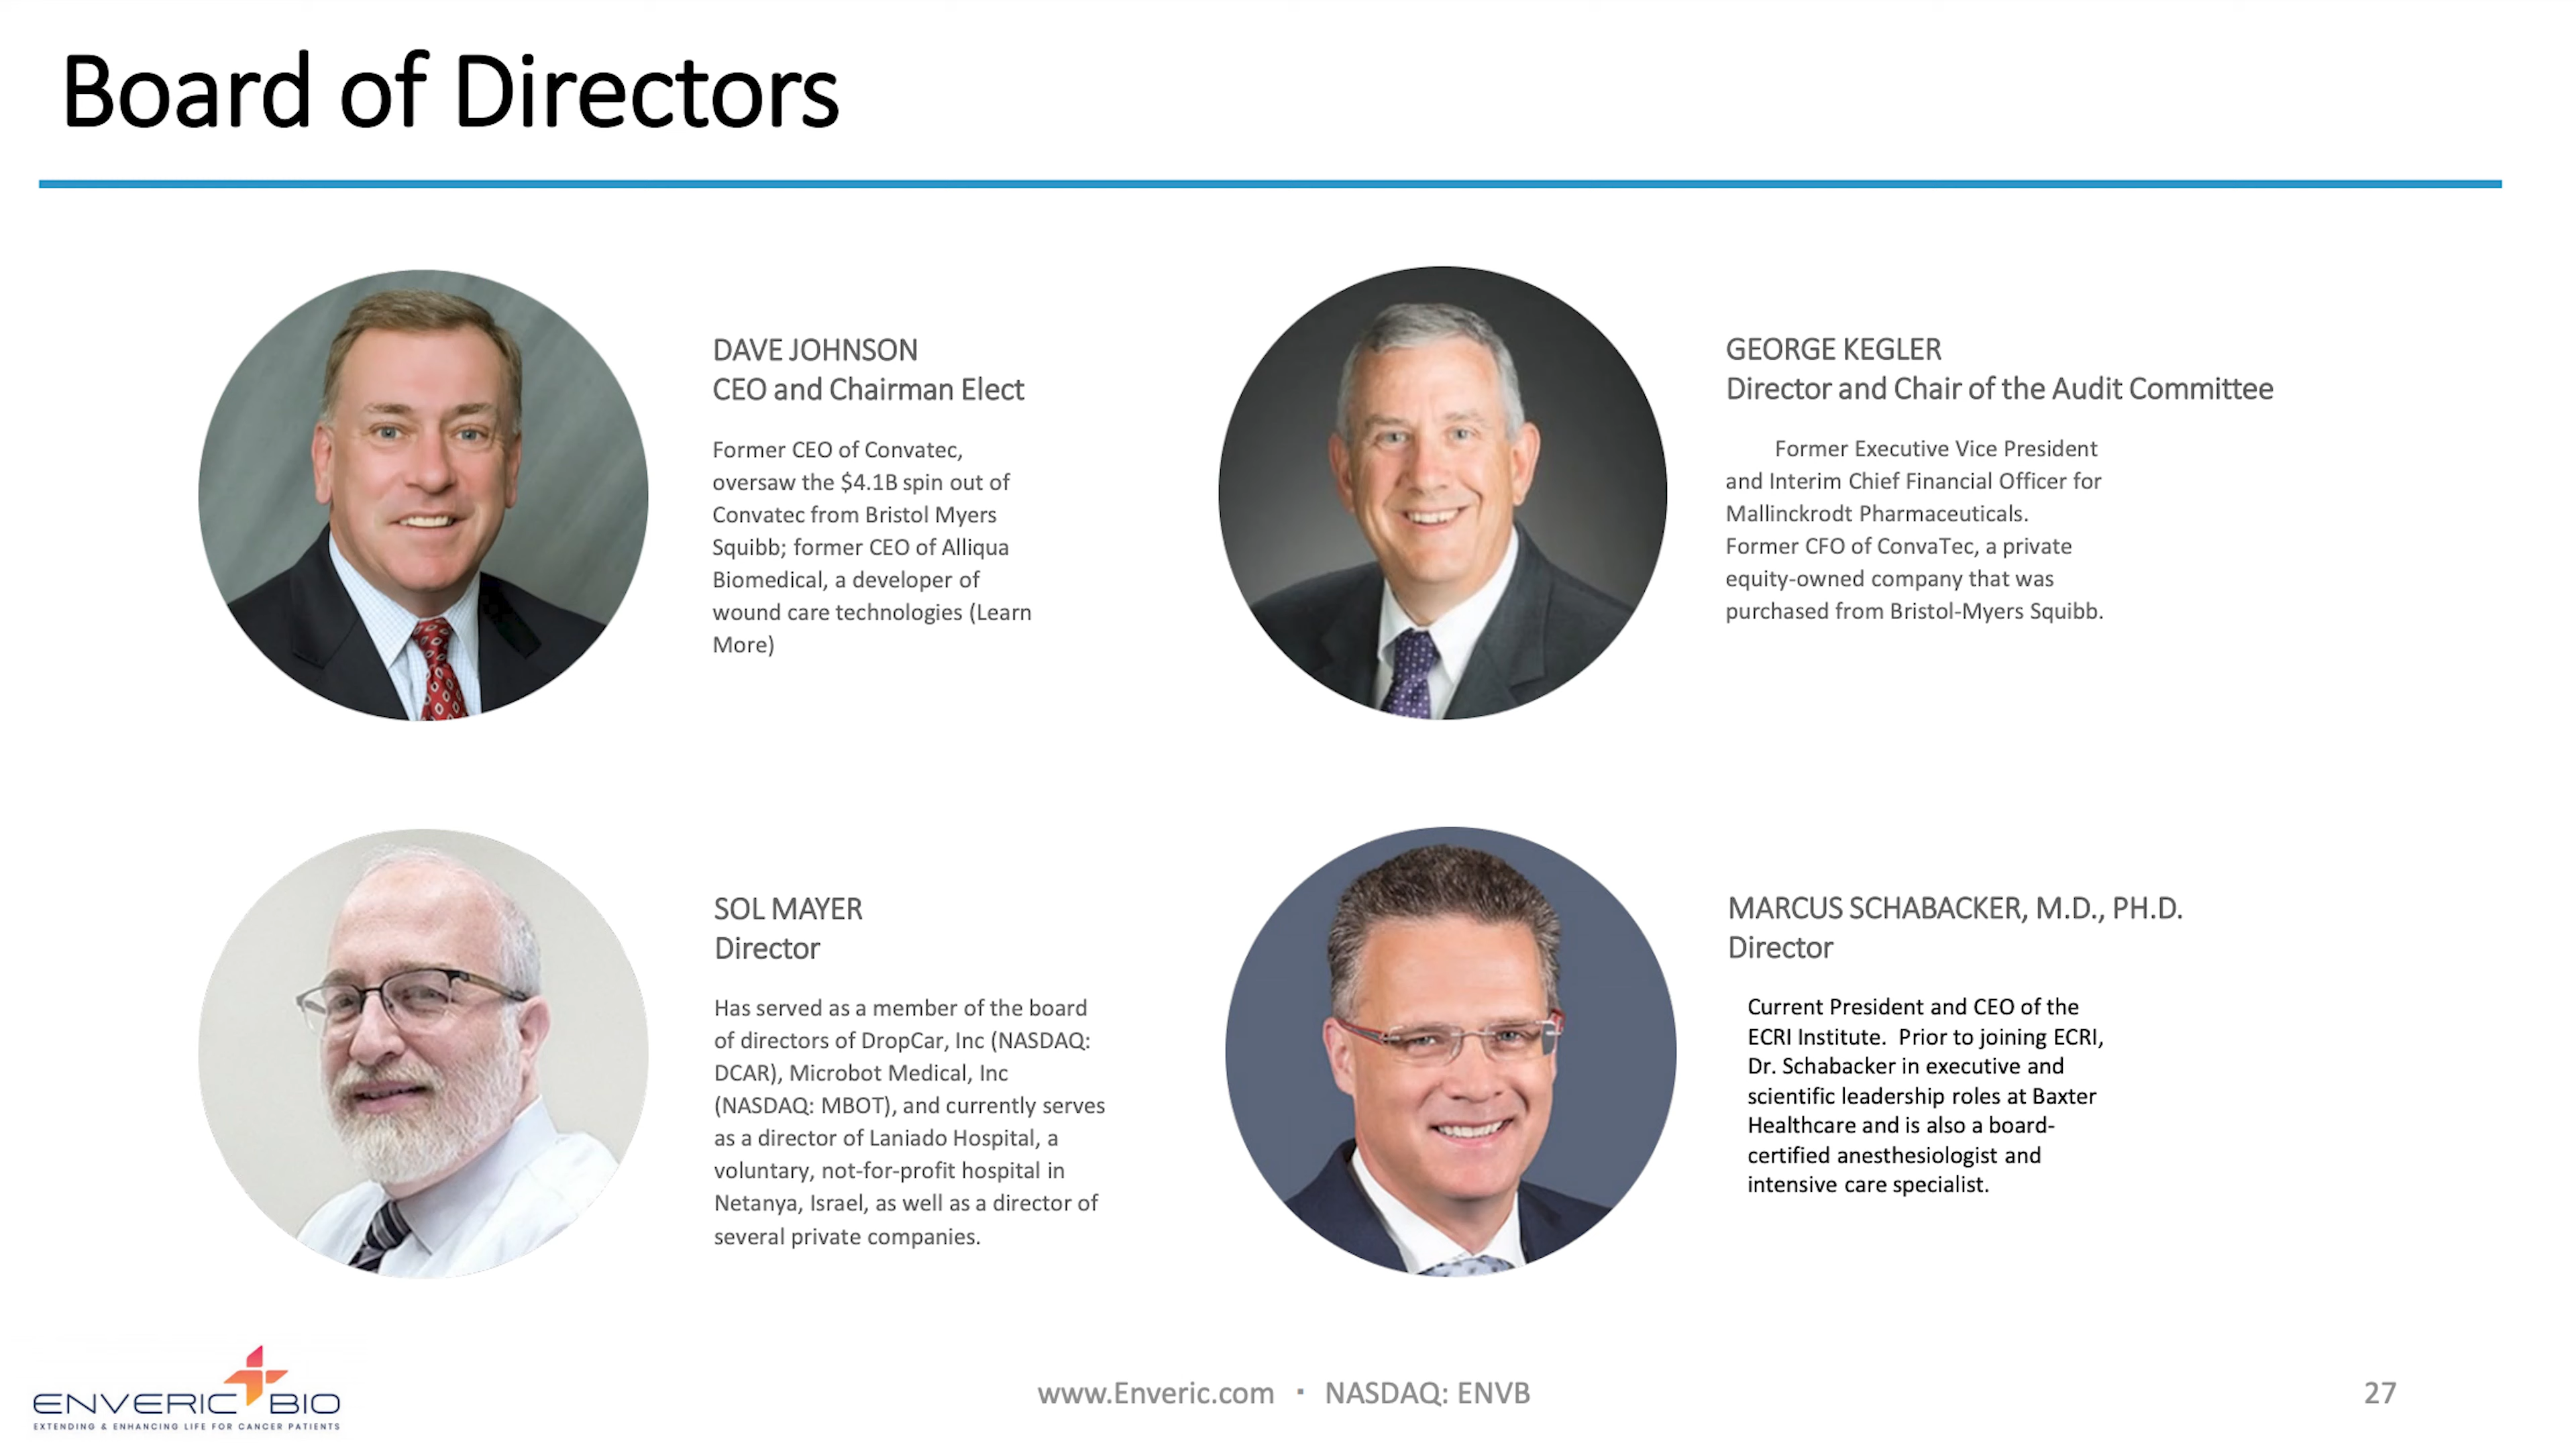 Board of Directors
DAVE JOHNSON
CEO and Chairman Elect
Former CEO of Convatec,
oversaw the $4.1B spin out of
Convatec from Bristol Myers
Squibb; former CEO of Alliqua
Biomedical, a developer of
wound care technologies (Learn
More)
GEORGE KEGLER
Director and Chair of the Audit Committee
Former Executive Vice President
and Interim Chief Financial Officer for
Mallinckrodt Pharmaceuticals.
Former CFO of ConvaTec, a private
equity-owned company that was
purchased from Bristol-Myers Squibb.
SOL MAYER
Director
Has served as a member of the board
of directors of DropCar, Inc (NASDAQ:
DCAR), Microbot Medical, Inc
(NASDAQ: MBOT), and currently serves
as a director of Laniado Hospital, a
voluntary, not-for-profit hospital in
Netanya, Israel, as well as a director of
several private companies.
MARCUS SCHABACKER, M.D., PH.D.
Director
Current President and CEO of the
ECRI Institute.  Prior to joining ECRI,
Dr. Schabacker in executive and
scientific leadership roles at Baxter
Healthcare and is also a board-
certified anesthesiologist and
intensive care specialist.
ENVERIC BIO
EXTENDING & ENHANCING LIFE FOR CANCER PATIENTS
www.Enveric.com ▪ NASDAQ: ENVB
27